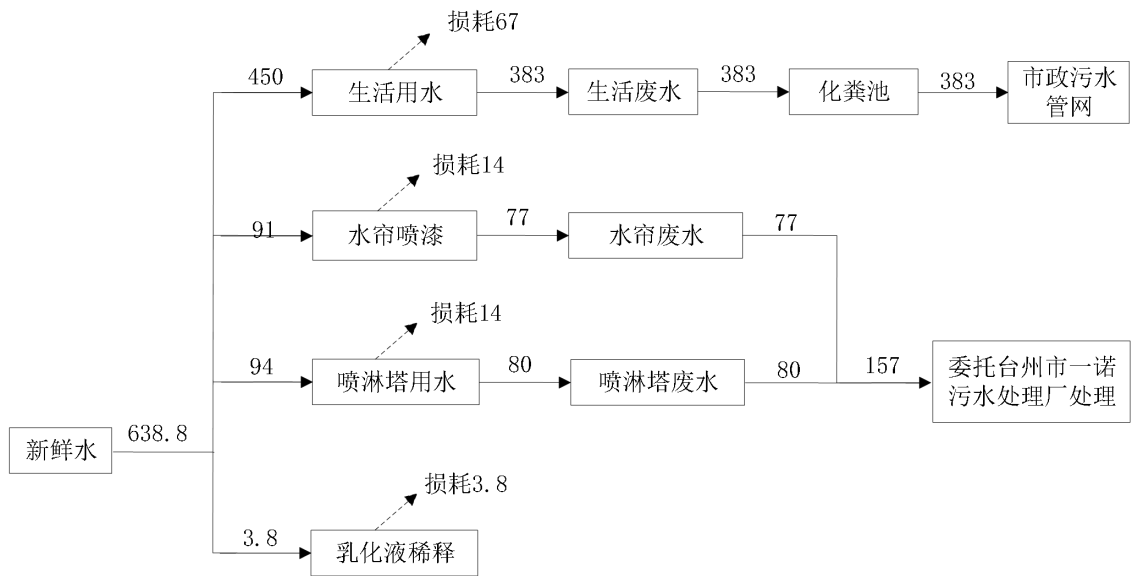 损耗67
450
生活用水
383
生活废水
383
化粪池
383
市政污水
管网
损耗14
91
水帘喷漆
77
水帘废水
77
损耗14
94
喷淋塔用水
80
喷淋塔废水
80
157
委托台州市一诺
污水处理厂处理
新鲜水
638.8
损耗3.8
3.8
乳化液稀释